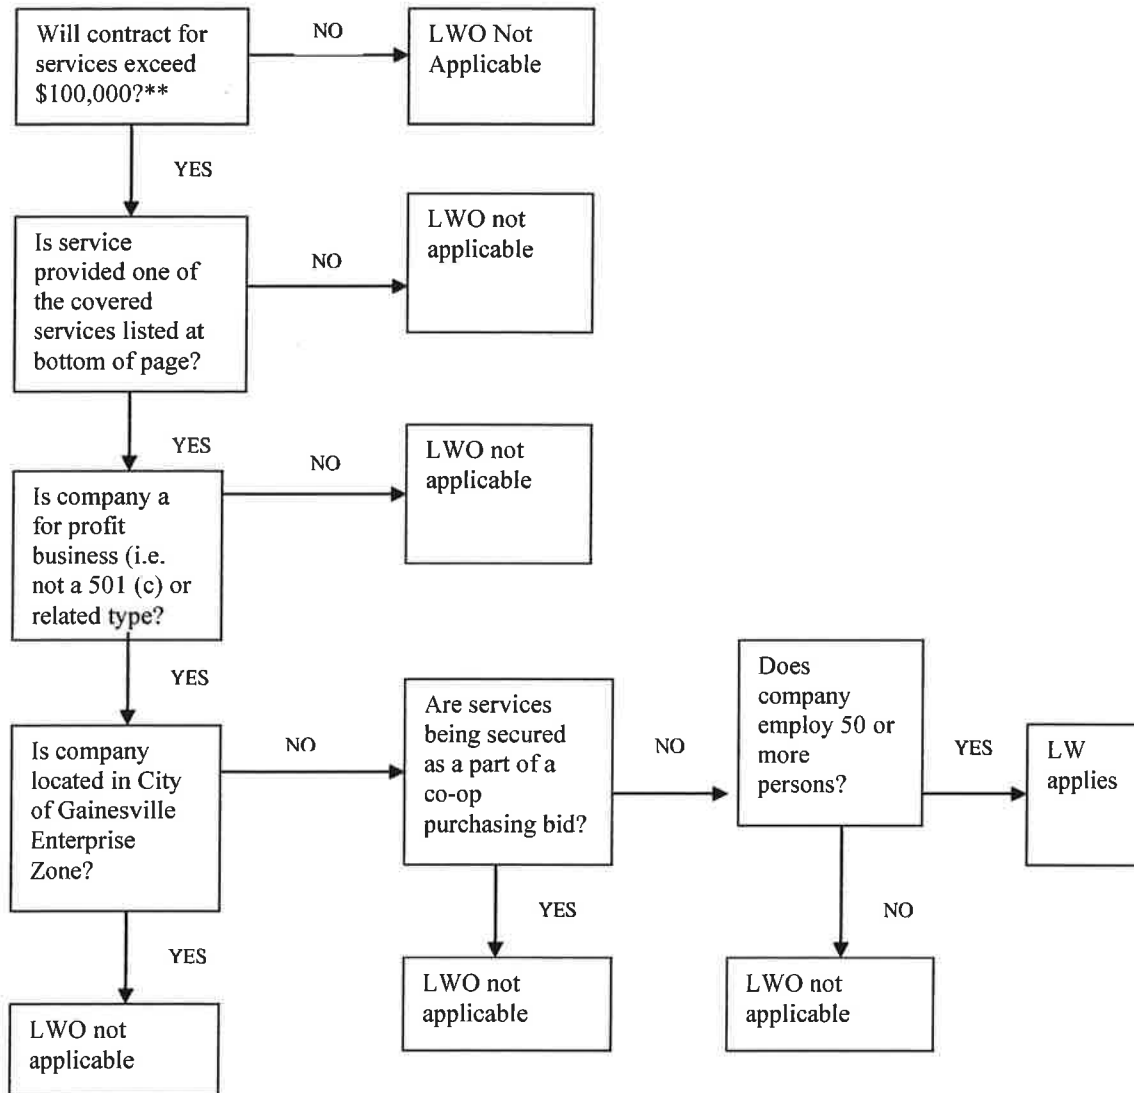 Will contract for
services exceed
$100,000?**
NO
LWO Not
Applicable
YES
Is service
provided one of
the covered
services listed at
bottom of page?
NO
LWO not
applicable
YES
Is company a
for profit
business (i.e.
not a 501 (c) or
related type?
NO
LWO not
applicable
YES
Is company
located in City
of Gainesville
Enterprise
Zone?
NO
Are services
being secured
as a part of a
co-op
purchasing bid?
NO
Does
company
employ 50 or
more
persons?
YES
LW
applies
YES
LWO not
applicable
YES
LWO not
applicable
NO
LWO not
applicable